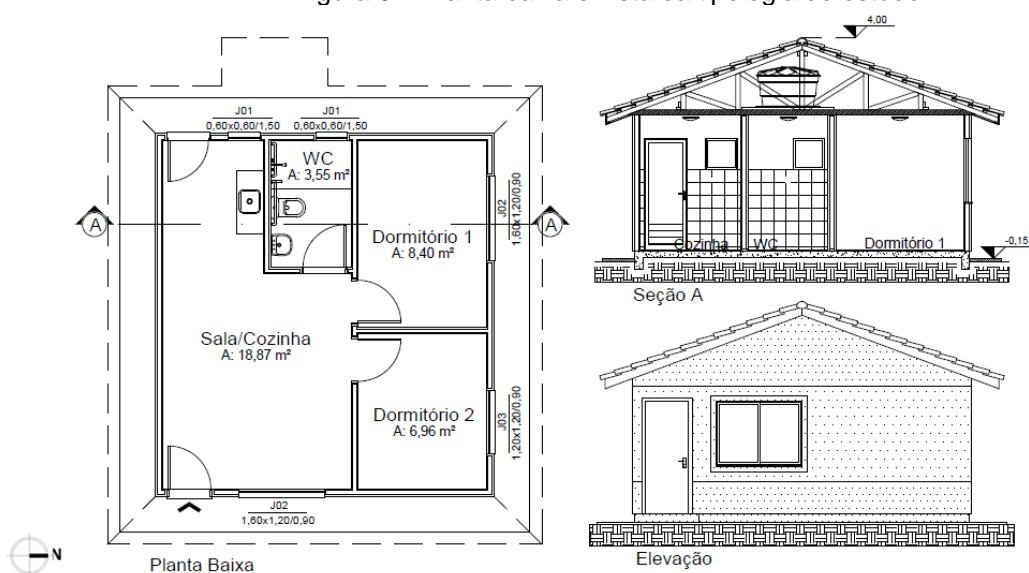 J01
0,60x0,60/1,50
J01
0,60x0,60/1,50
WC
A: 3,55 m²
A
A
J02
1,60x1,20/0,90
Dormitório 1
A: 8,40 m²
Sala/Cozinha
A: 18,87 m²
Dormitório 2
A: 6,96 m²
J03
1,20x1,20/0,90
J02
1,60x1,20/0,90
N
Planta Baixa
4,00
Cozinha
WC
Dormitório 1
-0,15
Seção A
Elevação